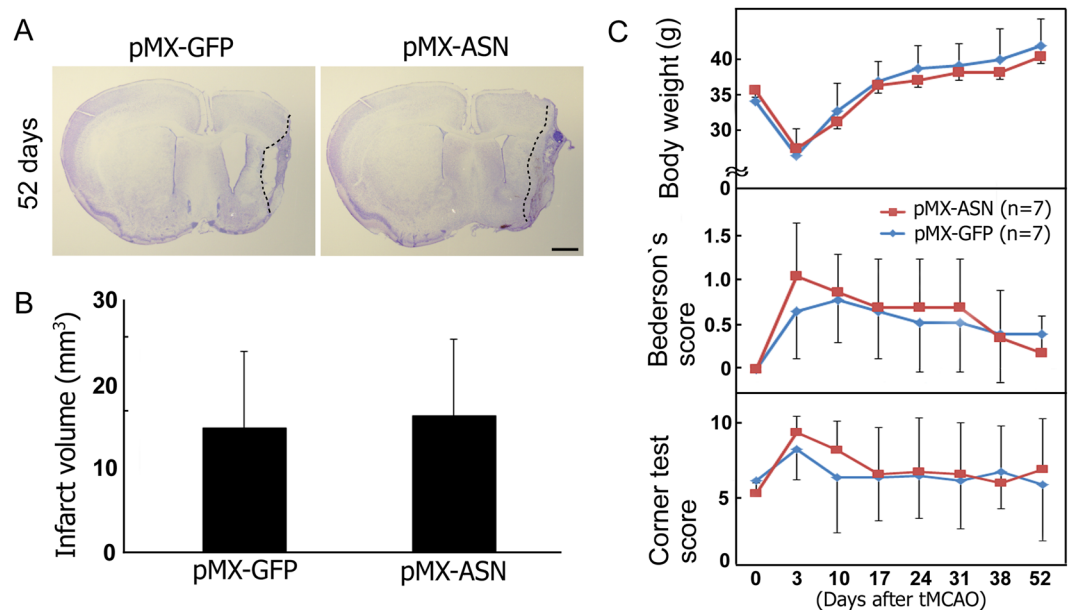 A
pMX-GFP
pMX-ASN
52 days
B
Infarct volume (mm³)
30
20
10
0
pMX-GFP
pMX-ASN
C
Body weight (g)
40
35
30
0
Bederson`s
score
pMX-ASN (n=7)
pMX-GFP (n=7)
1.5
1.0
0.5
0
Corner test
score
10
5
0
0 3 10 17 24 31 38 52
(Days after tMCAO)